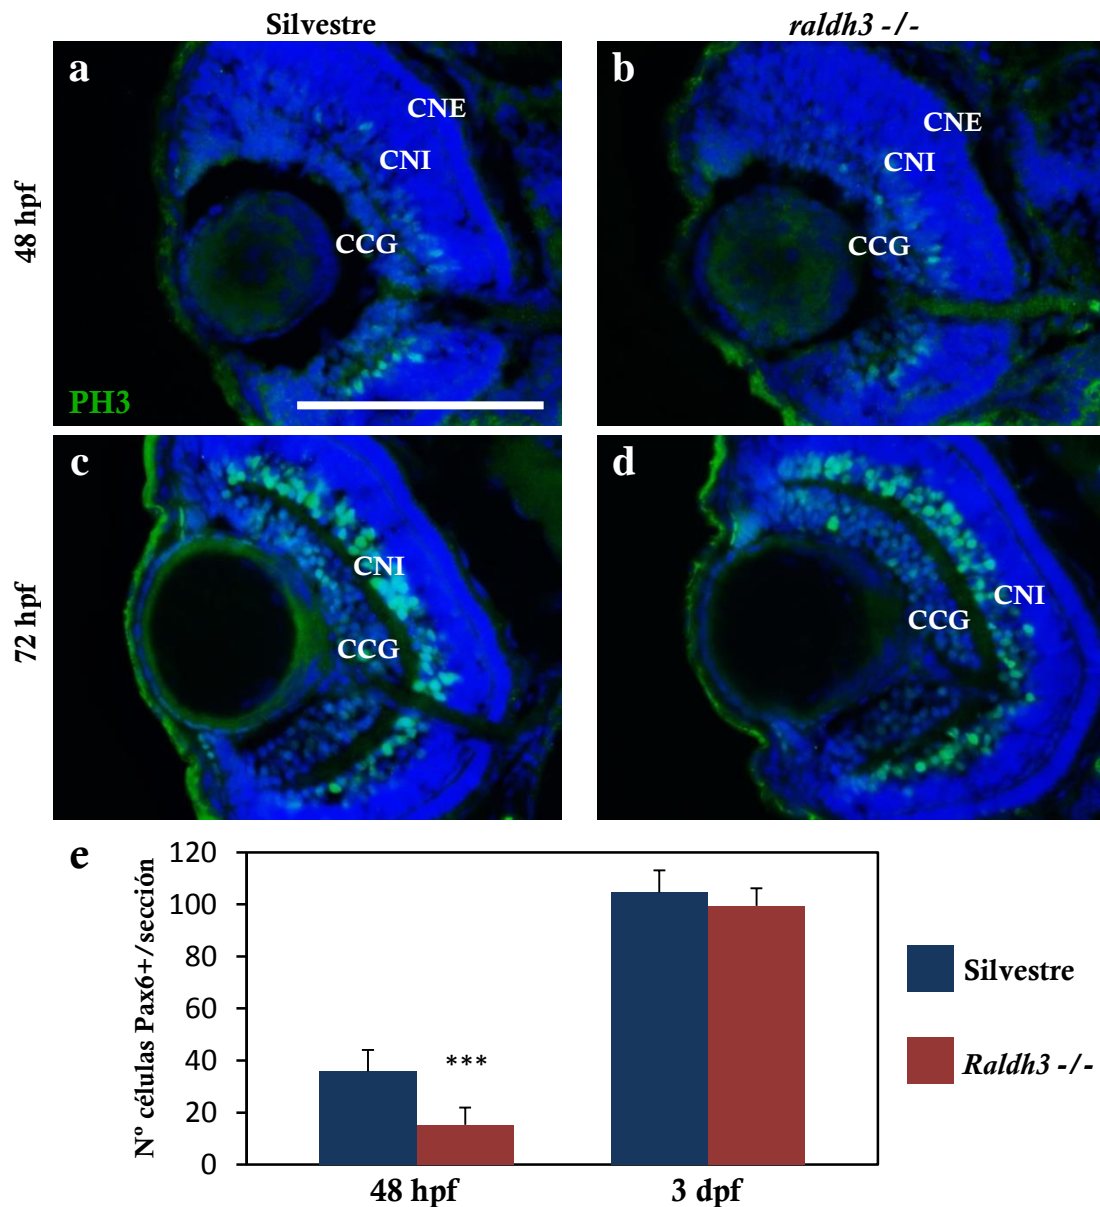 Silvestre
raldh3 -/-
48 hpf
a
CNE
CNI
CCG
PH3
b
CNE
CNI
CCG
72 hpf
c
CNI
CCG
d
CNI
CCG
e
Nº células Pax6+/sección
120
100
80
60
40
20
0
***
48 hpf
3 dpf
Silvestre
Raldh3 -/-